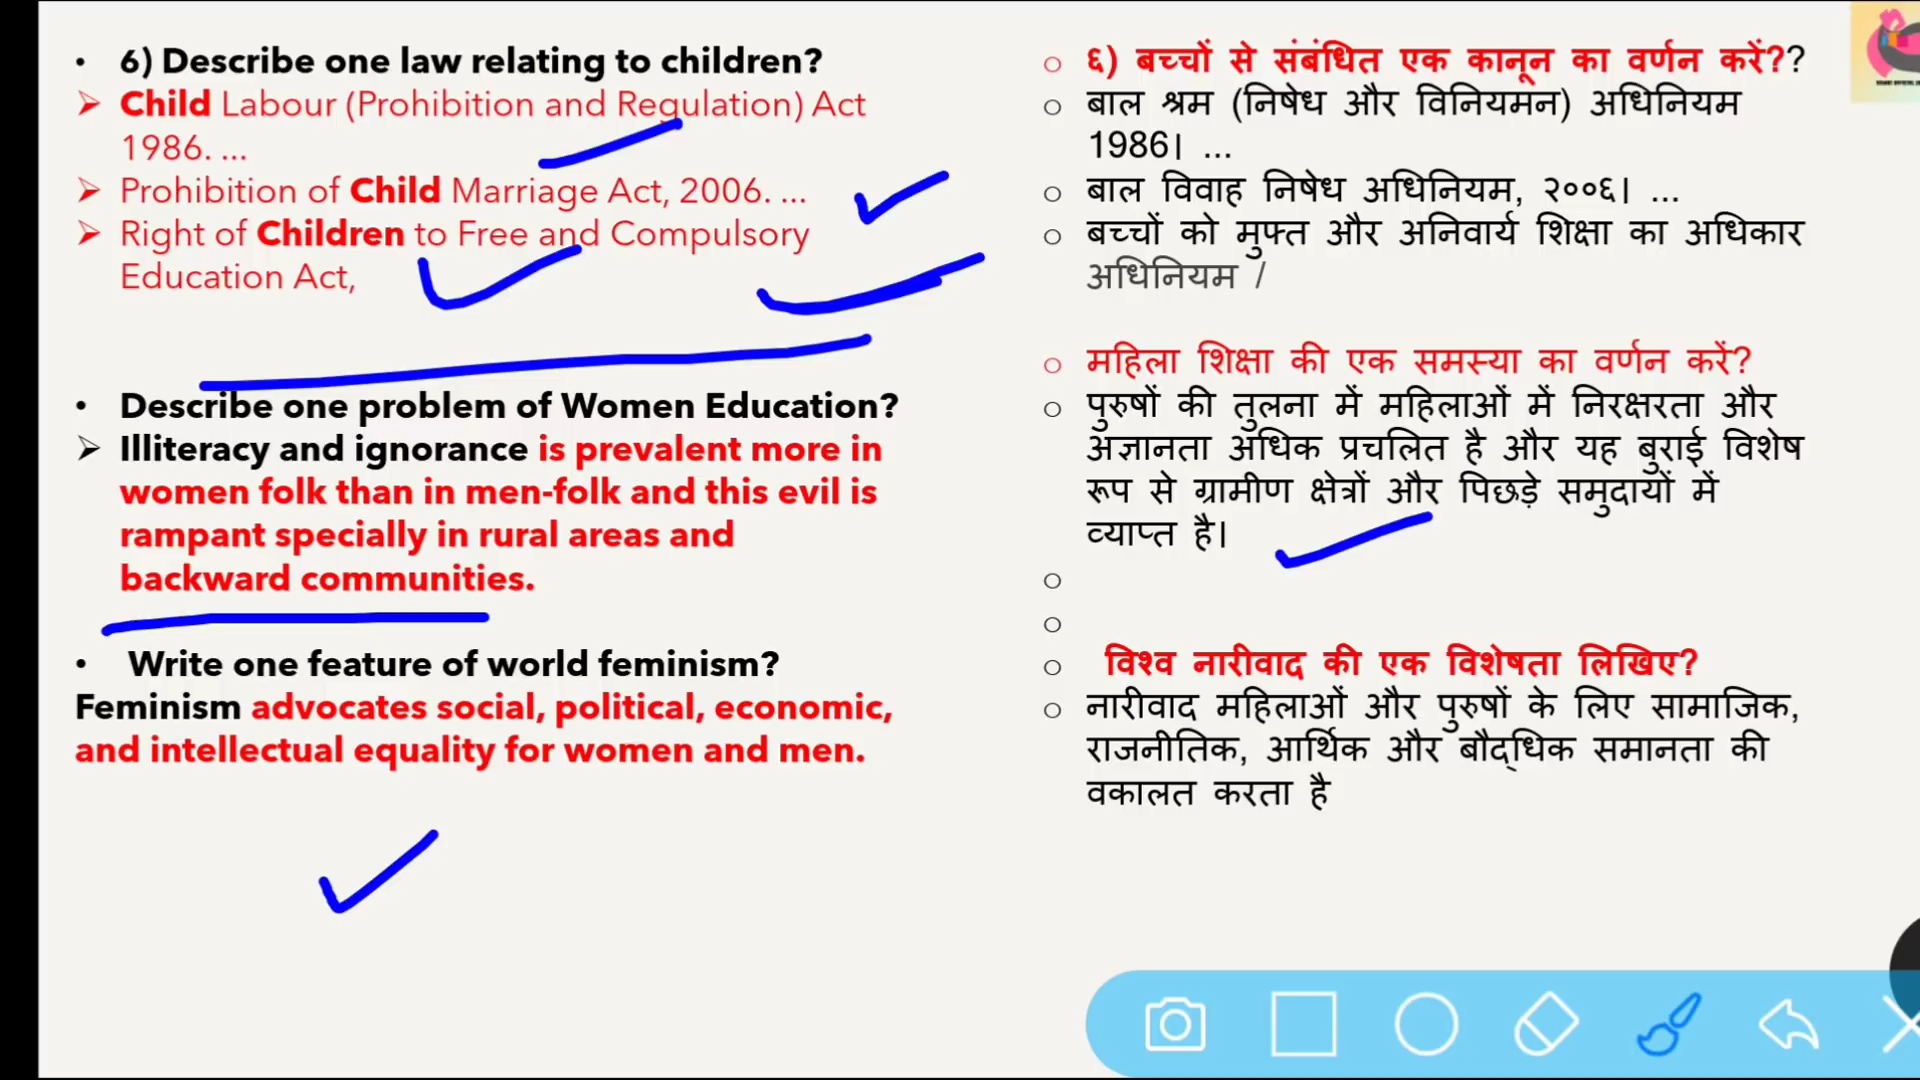 6) Describe one law relating to children?
Child Labour (Prohibition and Regulation) Act
1986. ...
Prohibition of Child Marriage Act, 2006. ...
Right of Children to Free and Compulsory
Education Act,
Describe one problem of Women Education?
Illiteracy and ignorance is prevalent more in
women folk than in men-folk and this evil is
rampant specially in rural areas and
backward communities.
Write one feature of world feminism?
Feminism advocates social, political, economic,
and intellectual equality for women and men.
६) बच्चों से संबंधित एक कानून का वर्णन करें??
बाल श्रम (निषेध और विनियमन) अधिनियम
1986। ...
बाल विवाह निषेध अधिनियम, २००६। ...
बच्चों को मुफ्त और अनिवार्य शिक्षा का अधिकार
अधिनियम /
महिला शिक्षा की एक समस्या का वर्णन करें?
पुरुषों की तुलना में महिलाओं में निरक्षरता और
अज्ञानता अधिक प्रचलित है और यह बुराई विशेष
रूप से ग्रामीण क्षेत्रों और पिछड़े समुदायों में
व्याप्त है।
विश्व नारीवाद की एक विशेषता लिखिए?
नारीवाद महिलाओं और पुरुषों के लिए सामाजिक,
राजनीतिक, आर्थिक और बौद्धिक समानता की
वकालत करता है